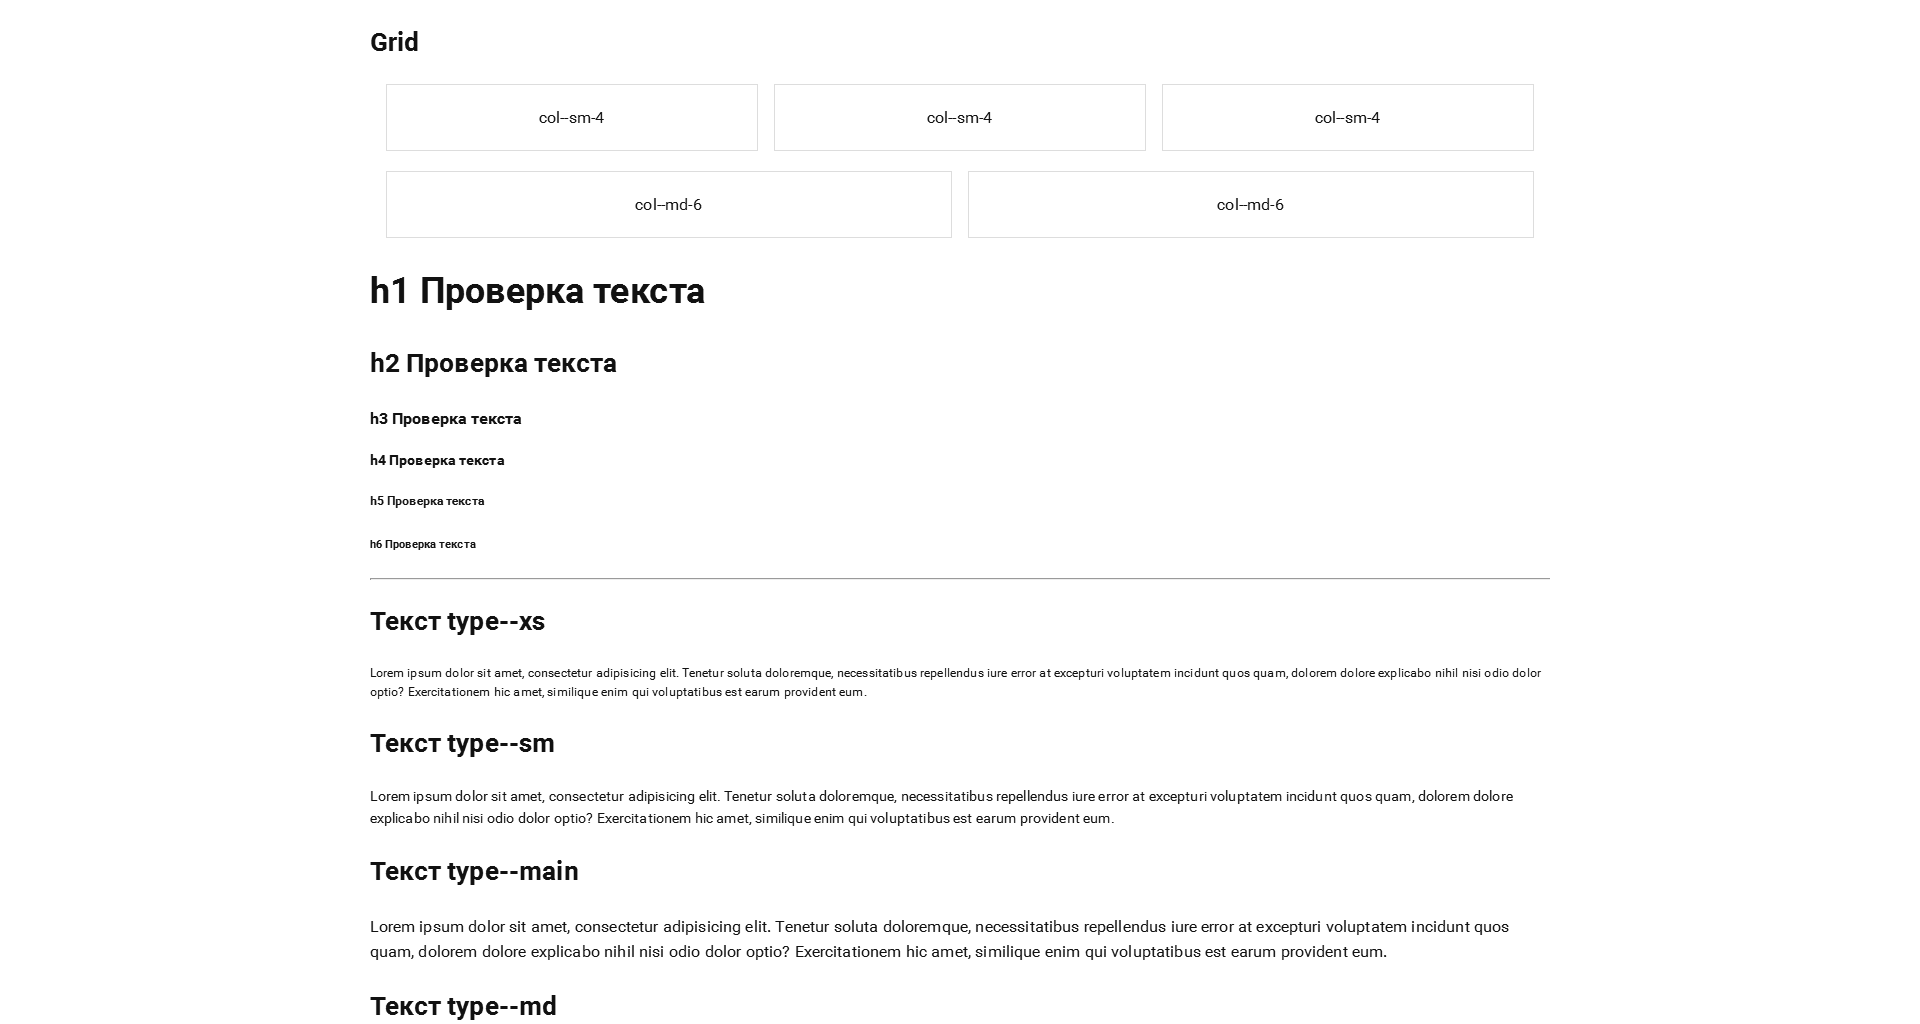 Grid
col--sm-4 col--sm-4 col--sm-4
col--md-6 col--md-6
h1 Проверка текста
h2 Проверка текста
h3 Проверка текста
h4 Проверка текста
h5 Проверка текста
h6 Проверка текста
Текст type--xs
Lorem ipsum dolor sit amet, consectetur adipisicing elit. Tenetur soluta doloremque, necessitatibus repellendus iure error at excepturi voluptatem incidunt quos quam, dolorem dolore explicabo nihil nisi odio dolor
optio? Exercitationem hic amet, similique enim qui voluptatibus est earum provident eum.
Текст type--sm
Lorem ipsum dolor sit amet, consectetur adipisicing elit. Tenetur soluta doloremque, necessitatibus repellendus iure error at excepturi voluptatem incidunt quos quam, dolorem dolore
explicabo nihil nisi odio dolor optio? Exercitationem hic amet, similique enim qui voluptatibus est earum provident eum.
Текст type--main
Lorem ipsum dolor sit amet, consectetur adipisicing elit. Tenetur soluta doloremque, necessitatibus repellendus iure error at excepturi voluptatem incidunt quos
quam, dolorem dolore explicabo nihil nisi odio dolor optio? Exercitationem hic amet, similique enim qui voluptatibus est earum provident eum.
Текст type--md